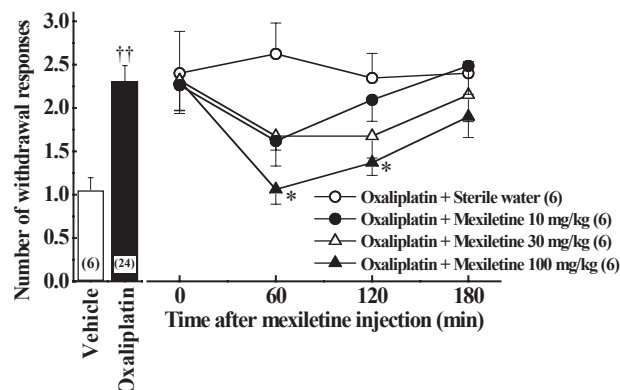 Number of withdrawal responses
3.0
2.5
2.0
1.5
1.0
0.5
0.0
††
(6)
(24)
Vehicle
Oxaliplatin
*
*
Oxaliplatin + Sterile water (6)
Oxaliplatin + Mexiletine 10 mg/kg (6)
Oxaliplatin + Mexiletine 30 mg/kg (6)
Oxaliplatin + Mexiletine 100 mg/kg (6)
0 60 120 180
Time after mexiletine injection (min)